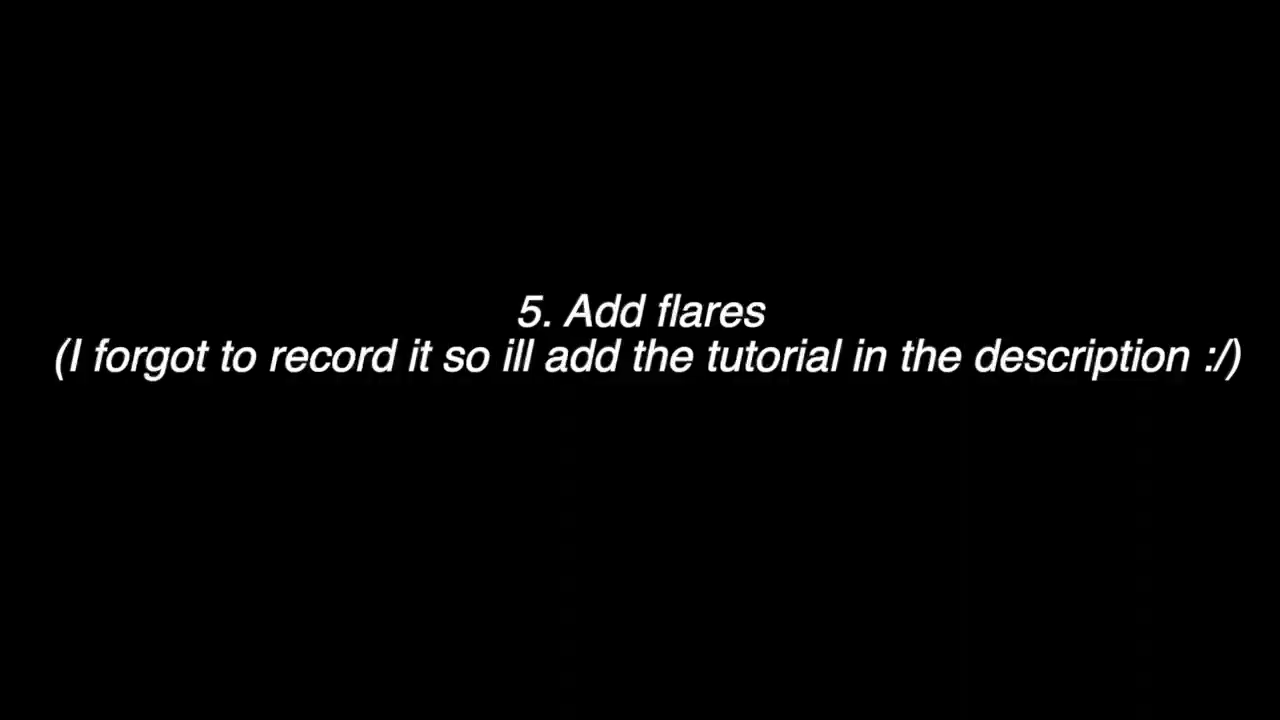 5. Add flares
(I forgot to record it so ill add the tutorial in the description :/)